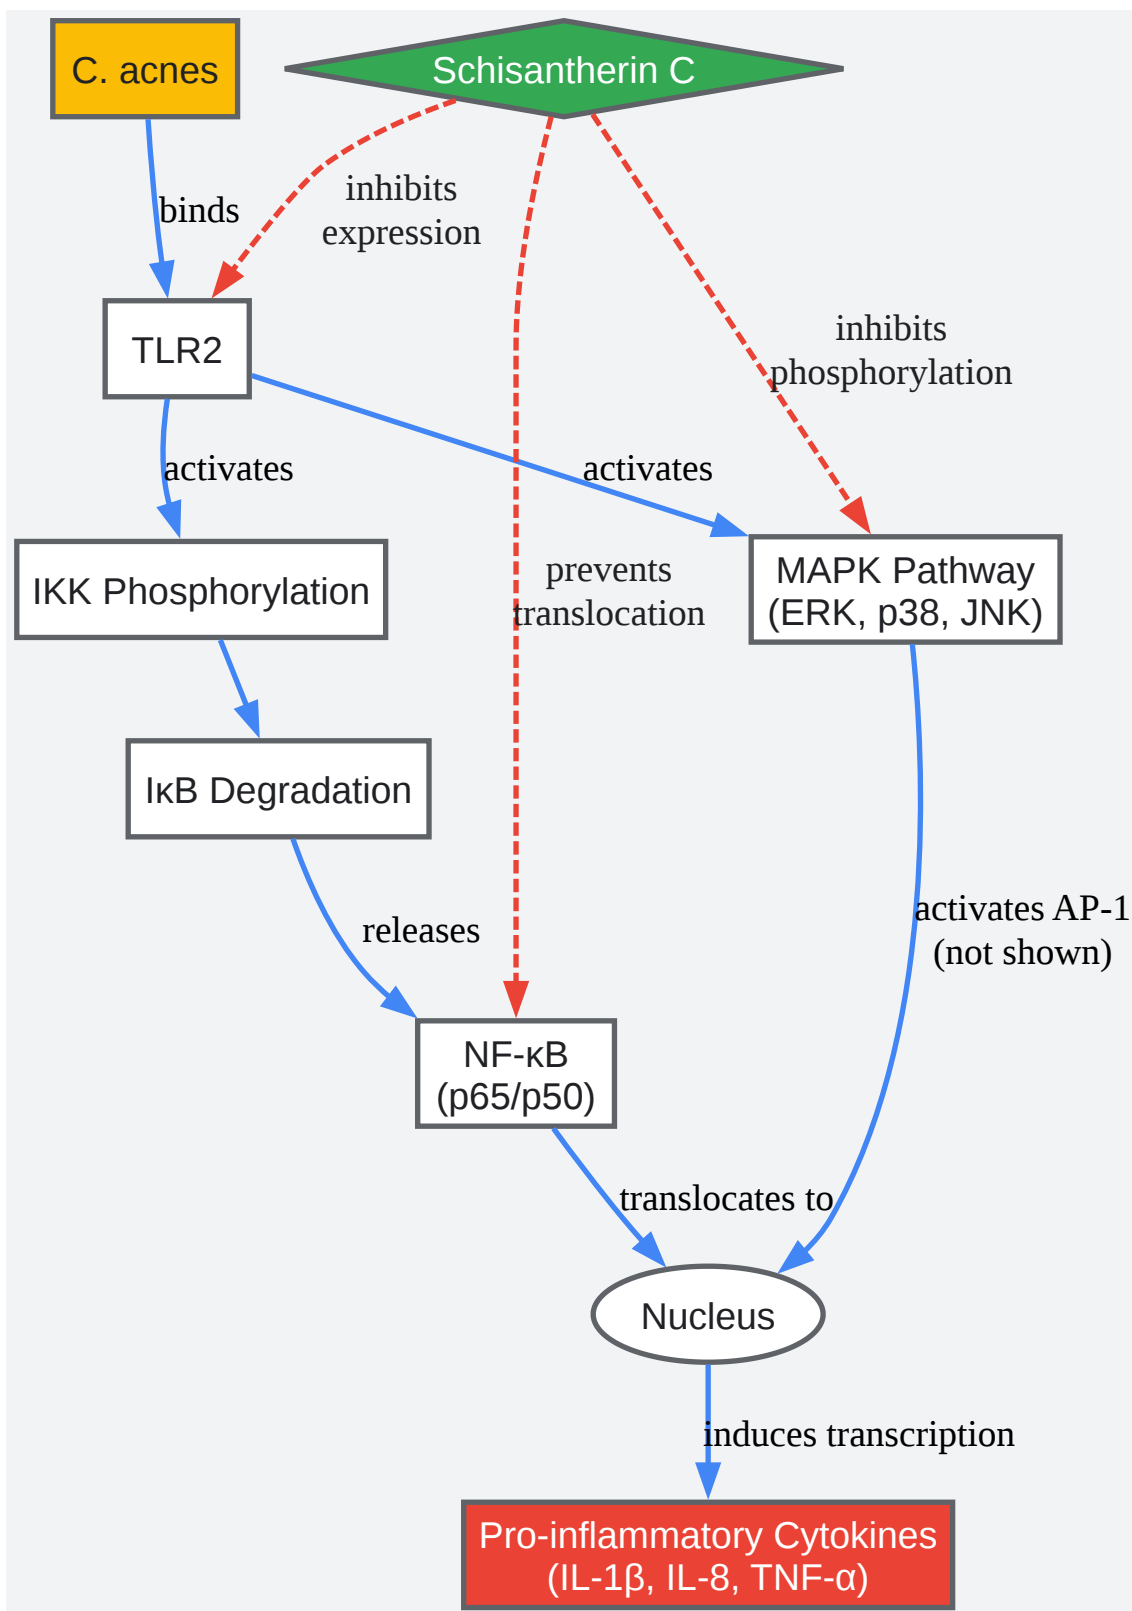 C. acnes
Schisantherin C
binds
inhibits
expression
TLR2
inhibits
phosphorylation
activates
activates
IKK Phosphorylation
prevents
translocation
MAPK Pathway
(ERK, p38, JNK)
IκB Degradation
releases
activates AP-1
(not shown)
NF-κB
(p65/p50)
translocates to
Nucleus
induces transcription
Pro-inflammatory Cytokines
(IL-1β, IL-8, TNF-α)